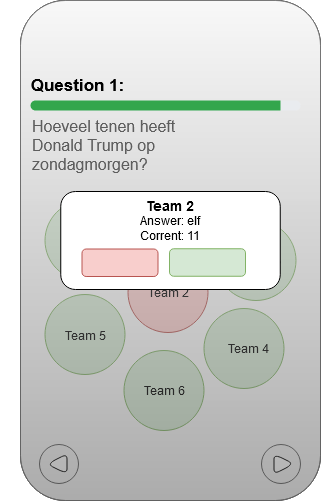 Question 1:
Hoeveel tenen heeft
Donald Trump op
zondagmorgen?
Team 2
Answer: elf
Corrent: 11
Team 2
Team 5
Team 4
Team 6